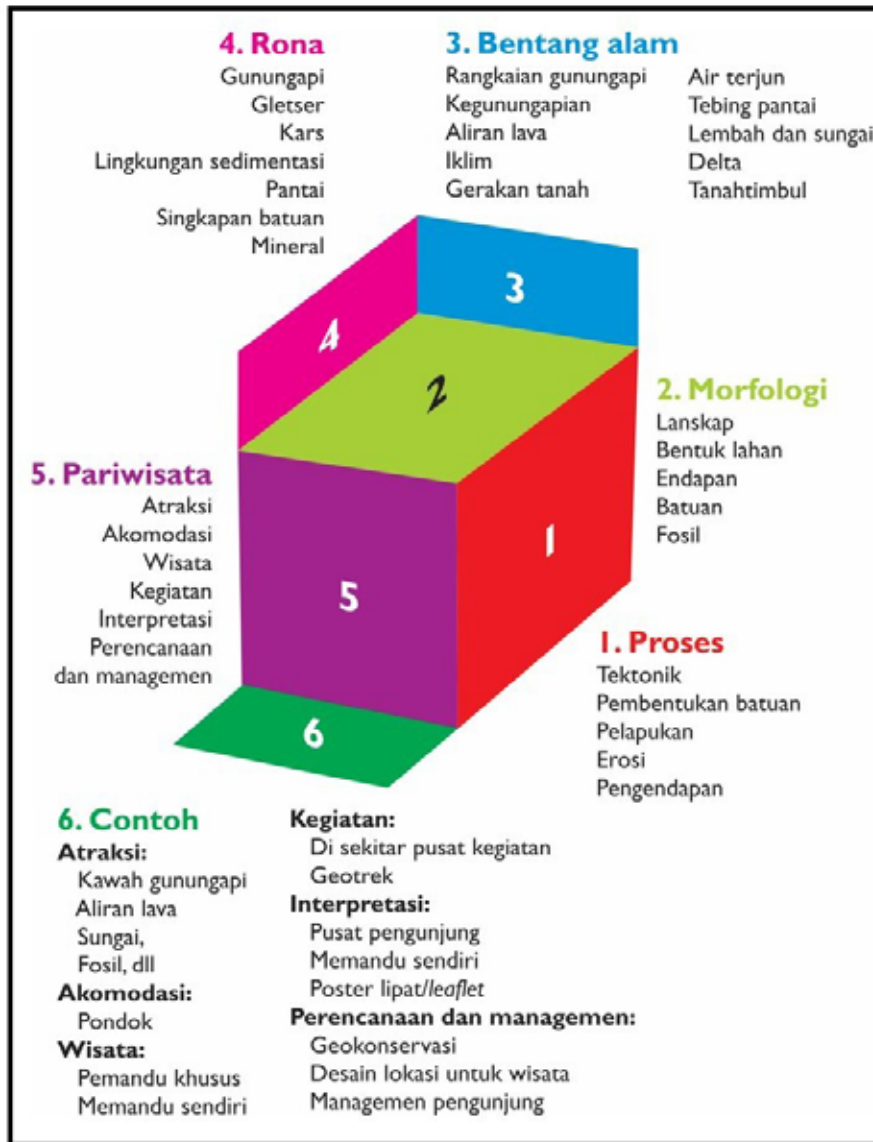 4. Rona
Gunungapi
Gletser
Kars
Lingkungan sedimentasi
Pantai
Singkapan batuan
Mineral
3. Bentang alam
Rangkaian gunungapi
Kegunungapian
Aliran lava
Iklim
Gerakan tanah
Air terjun
Tebing pantai
Lembah dan sungai
Delta
Tanahtimbul
3
4
2
2. Morfologi
Lanskap
Bentuk lahan
Endapan
Batuan
Fosil
5. Pariwisata
Atraksi
Akomodasi
Wisata
Kegiatan
Interpretasi
Perencanaan
dan managemen
1
5
1. Proses
Tektonik
Pembentukan batuan
Pelapukan
Erosi
Pengendapan
6
6. Contoh
Atraksi:
Kawah gunungapi
Aliran lava
Sungai,
Fosil, dll
Akomodasi:
Pondok
Wisata:
Pemandu khusus
Memandu sendiri
Kegiatan:
Di sekitar pusat kegiatan
Geotrek
Interpretasi:
Pusat pengunjung
Memandu sendiri
Poster lipat/leaflet
Perencanaan dan managemen:
Geokonservasi
Desain lokasi untuk wisata
Managemen pengunjung